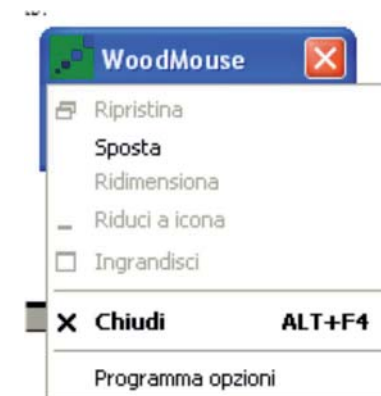 WoodMouse
Ripristina
Sposta
Ridimensiona
Riduci a icona
Ingrandisci
Chiudi ALT+F4
Programma opzioni